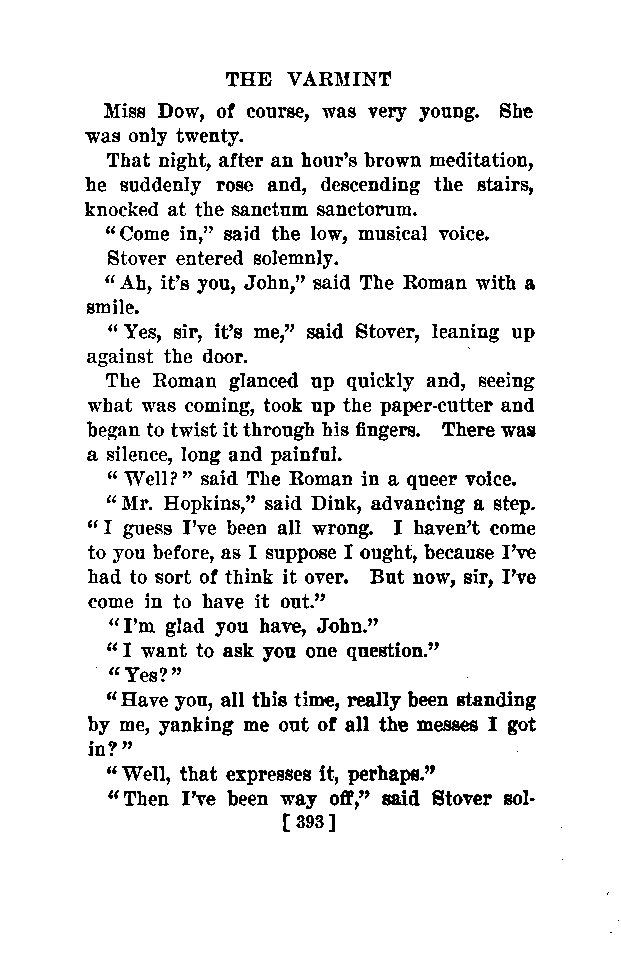 THE VARMINT
Miss Dow, of course, was very young. She
was only twenty.
That night, after an hour's brown meditation,
he suddenly rose and, descending the stairs,
knocked at the sanctum sanctorum.
"Come in," said the low, musical voice.
Stover entered solemnly.
"Ah, it's you, John," said The Roman with a
smile.
"Yes, sir, it's me," said Stover, leaning up
against the door.
The Roman glanced up quickly and, seeing
what was coming, took up the paper-cutter and
began to twist it through his fingers. There was
a silence, long and painful.
"Well?" said The Roman in a queer voice.
"Mr. Hopkins," said Dink, advancing a step.
"I guess I've been all wrong. I haven't come
to you before, as I suppose I ought, because I've
had to sort of think it over. But now, sir, I've
come in to have it out."
"I'm glad you have, John."
"I want to ask you one question."
"Yes?"
"Have you, all this time, really been standing
by me, yanking me out of all the messes I got
in?"
"Well, that expresses it, perhaps."
"Then I've been way off," said Stover sol-
[ 393 ]